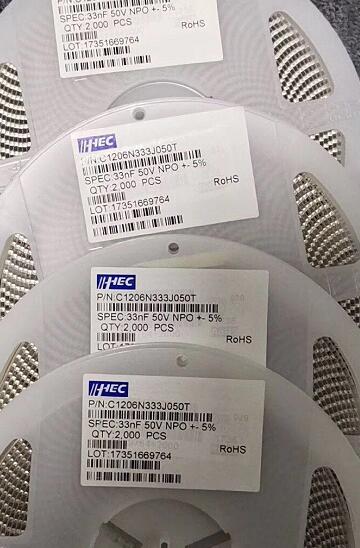 SPEC:33nF 50V NPO +- 5%
QTY:2,000 PCS
RoHS
LOT:17351669764
HEC
P/N:C1206N333J050T
SPEC:33nF 50V NPO +- 5%
QTY:2,000 PCS
RoHS
LOT:17351669764
HEC
P/N:C1206N333J050T
SPEC:33nF 50V NPO +- 5%
QTY:2,000 PCS
RoHS
HEC
P/N:C1206N333J050T
SPEC:33nF 50V NPO +- 5%
QTY:2,000 PCS
RoHS
LOT:17351669764